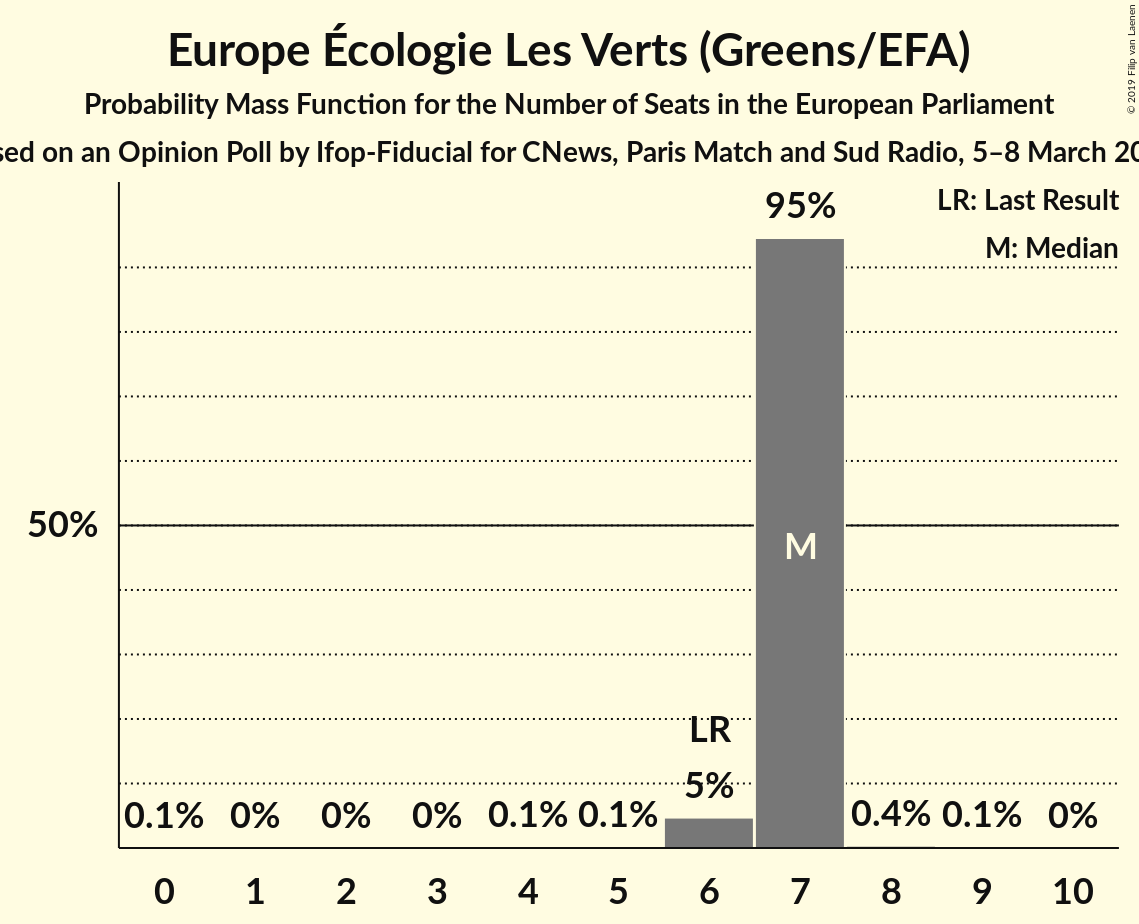 Europe Écologie Les Verts (Greens/EFA)
Probability Mass Function for the Number of Seats in the European Parliament
on an Opinion Poll by Ifop-Fiducial for CNews, Paris Match and Sud Radio, 5–8 March
© 2019 Filip van Laenen
LR: Last Result
M: Median
95%
50%
M
LR
5%
0.1% 0% 0% 0% 0.1% 0.1% 0.4% 0.1% 0%
0 1 2 3 4 5 6 7 8 9 10